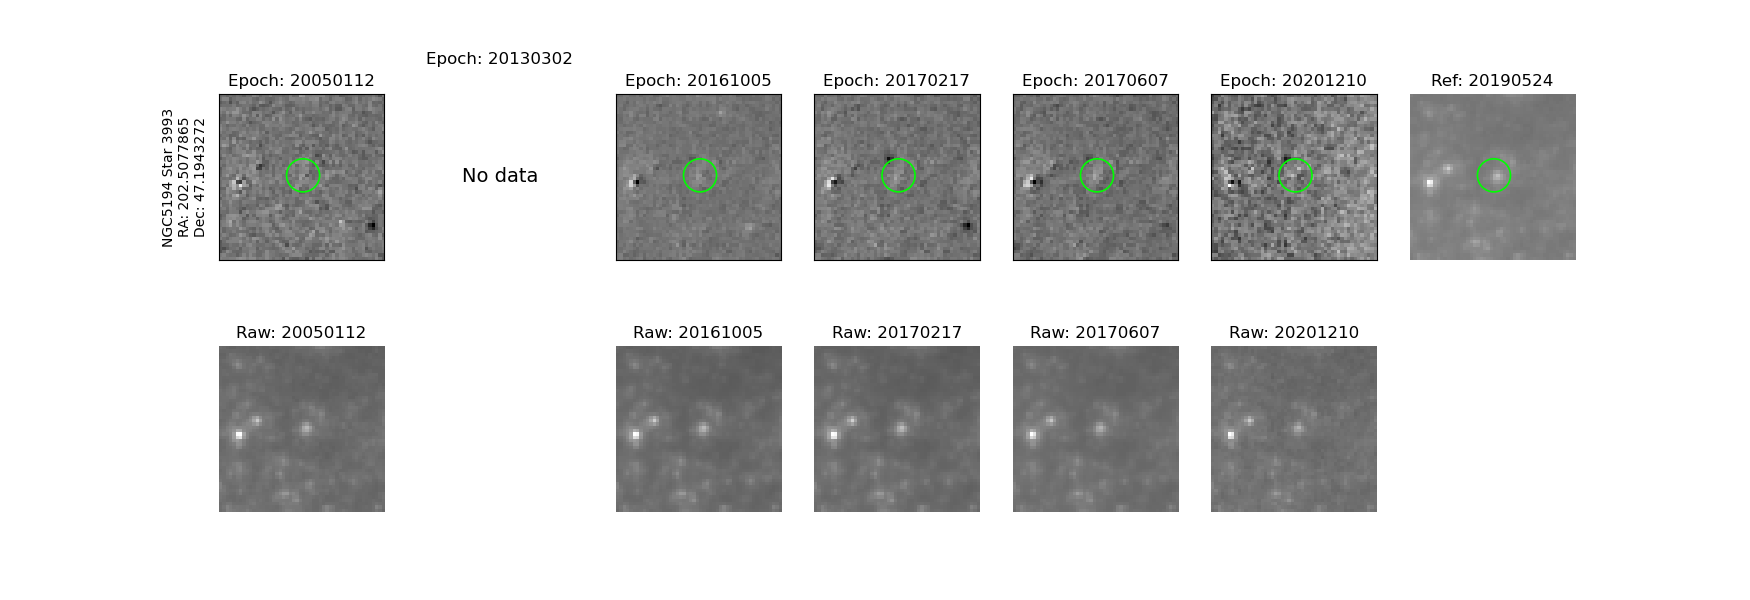 Epoch: 20130302
Epoch: 20050112
Epoch: 20161005
Epoch: 20170217
Epoch: 20170607
Epoch: 20201210
Ref: 20190524
NGC5194 Star 3993
RA: 202.5077865
Dec: 47.1943272
No data
Raw: 20050112
Raw: 20161005
Raw: 20170217
Raw: 20170607
Raw: 20201210